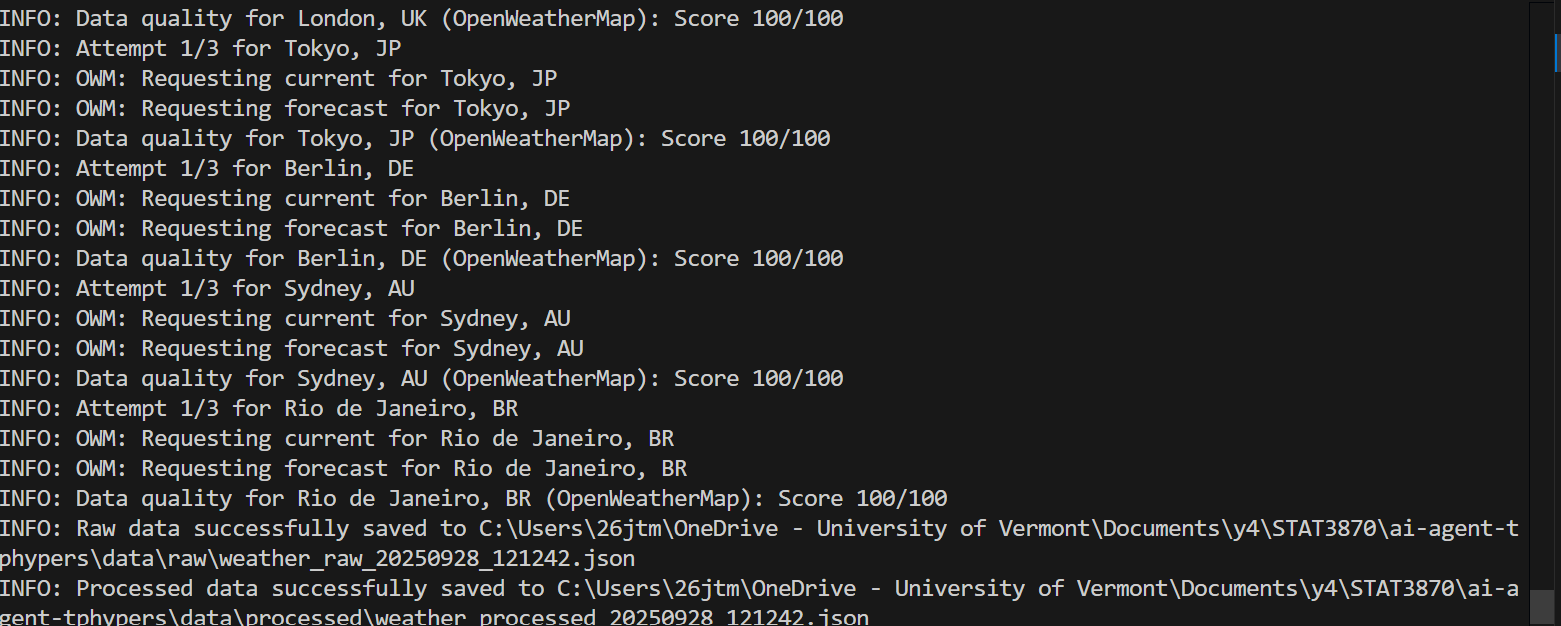 INFO: Data quality for London, UK (OpenWeatherMap): Score 100/100
INFO: Attempt 1/3 for Tokyo, JP
INFO: OWM: Requesting current for Tokyo, JP
INFO: OWM: Requesting forecast for Tokyo, JP
INFO: Data quality for Tokyo, JP (OpenWeatherMap): Score 100/100
INFO: Attempt 1/3 for Berlin, DE
INFO: OWM: Requesting current for Berlin, DE
INFO: OWM: Requesting forecast for Berlin, DE
INFO: Data quality for Berlin, DE (OpenWeatherMap): Score 100/100
INFO: Attempt 1/3 for Sydney, AU
INFO: OWM: Requesting current for Sydney, AU
INFO: OWM: Requesting forecast for Sydney, AU
INFO: Data quality for Sydney, AU (OpenWeatherMap): Score 100/100
INFO: Attempt 1/3 for Rio de Janeiro, BR
INFO: OWM: Requesting current for Rio de Janeiro, BR
INFO: OWM: Requesting forecast for Rio de Janeiro, BR
INFO: Data quality for Rio de Janeiro, BR (OpenWeatherMap): Score 100/100
INFO: Raw data successfully saved to C:\Users\26jtm\OneDrive - University of Vermont\Documents\y4\STAT3870\ai-agent-t
phypers\data\raw\weather_raw_20250928_121242.json
INFO: Processed data successfully saved to C:\Users\26jtm\OneDrive - University of Vermont\Documents\y4\STAT3870\ai-a
gent-tphypers\data\processed\weather_processed_20250928_121242.json